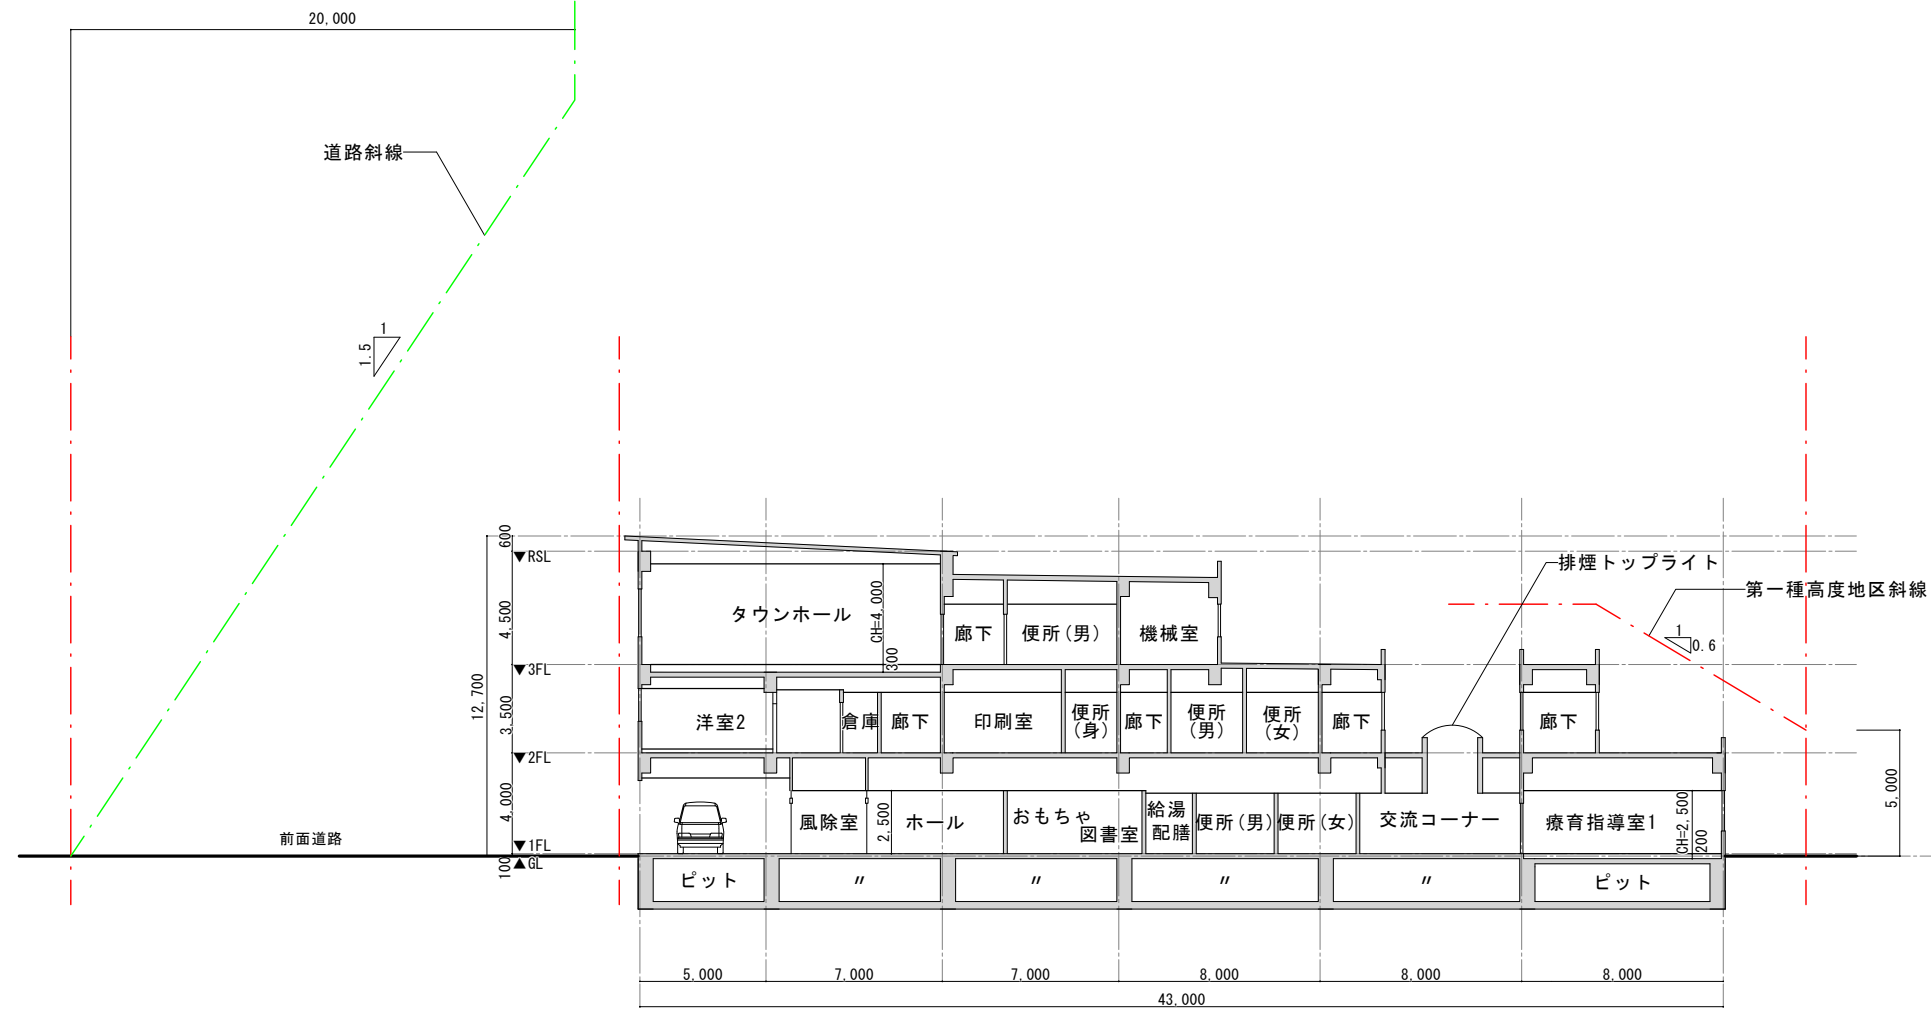 20,000
道路斜線
1
1.5
600
▼RSL
排煙トップライト
第一種高度地区斜線
1
0.6
4,500
タウンホール
CH=4,000
300
廊下
便所(男)
機械室
▼3FL
12,700
3,500
洋室2
倉庫
廊下
印刷室
便所
(身)
廊下
便所
(男)
便所
(女)
廊下
廊下
▼2FL
4,000
風除室
2,500
ホール
おもちゃ
図書室
給湯
配膳
便所(男)
便所(女)
交流コーナー
療育指導室1
CH=2,500
200
5,000
前面道路
▼1FL
▲GL
100
ピット
〃
〃
〃
〃
ピット
5,000
7,000
7,000
8,000
8,000
8,000
43,000